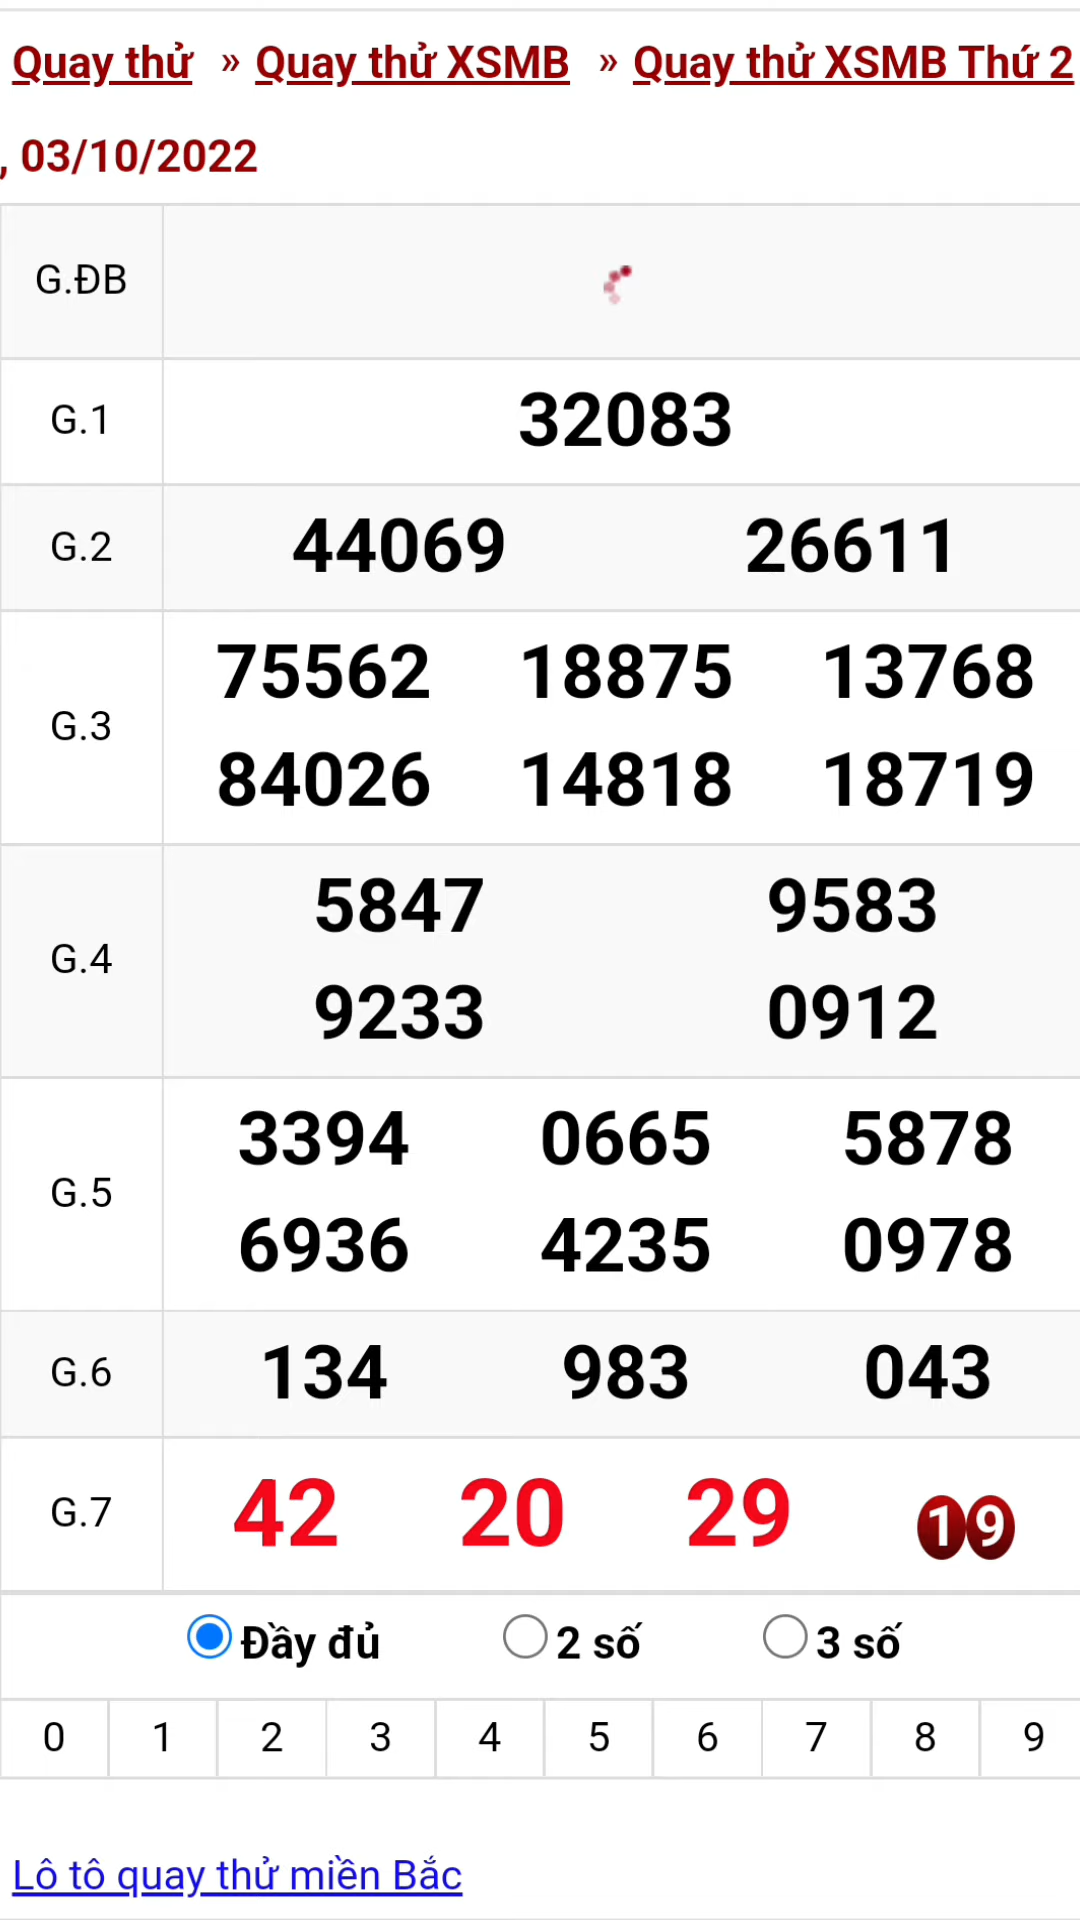 Quay thử » Quay thử XSMB » Quay thử XSMB Thứ 2
, 03/10/2022
G.ĐB
G.1 32083
G.2 44069 26611
75562 18875 13768
G.3
84026 14818 18719
5847 9583
G.4
9233 0912
3394 0665 5878
G.5
6936 4235 0978
G.6 134 983 043
G.7 42 20 29 19
Đầy đủ 2 số 3 số
0 1 2 3 4 5 6 7 8 9
Lô tô quay thử miền Bắc